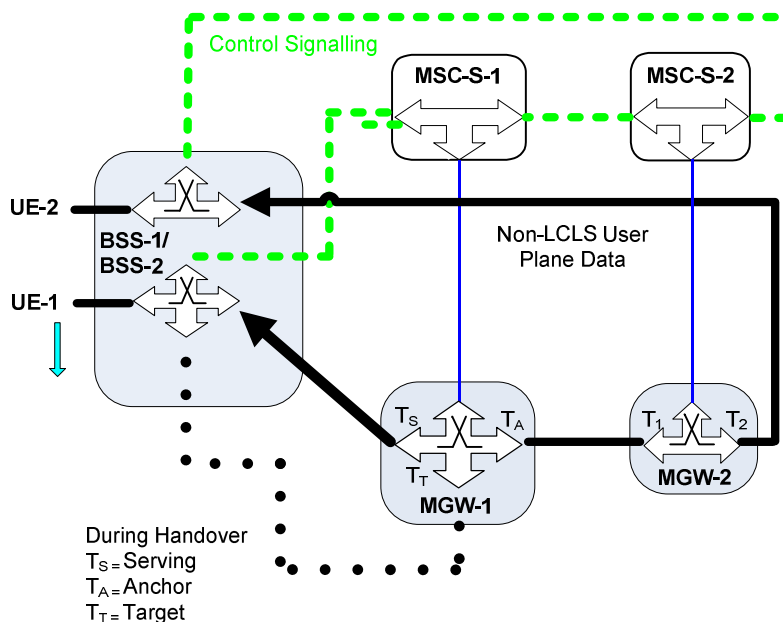 Control Signalling
MSC-S-1
MSC-S-2
UE-2
BSS-1/
BSS-2
Non-LCLS User
Plane Data
UE-1
TS
TA
T1
T2
TT
MGW-1
MGW-2
During Handover
TS=Serving
TA=Anchor
TT=Target